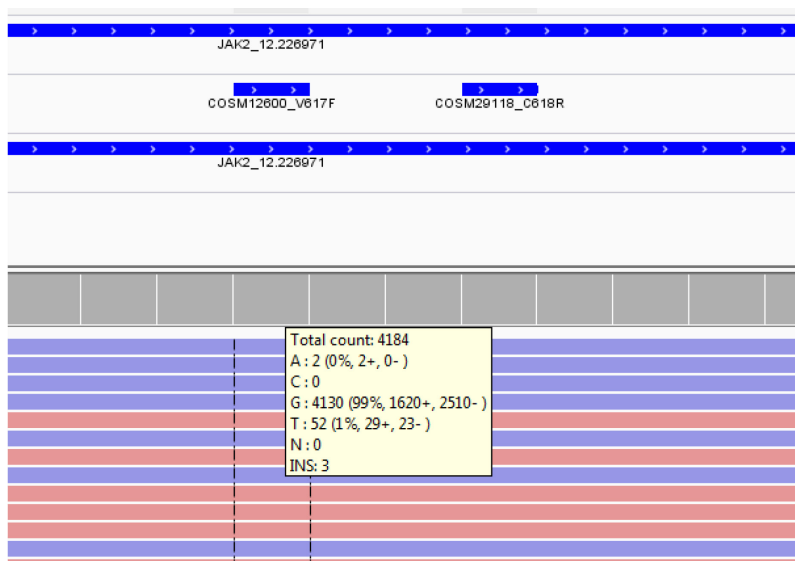 JAK2_12.226971
COSM12600_V617F COSM29118_C618R
JAK2_12.226971
Total count: 4184
A : 2 (0%, 2+, 0- )
C : 0
G : 4130 (99%, 1620+, 2510- )
T : 52 (1%, 29+, 23- )
N : 0
INS: 3